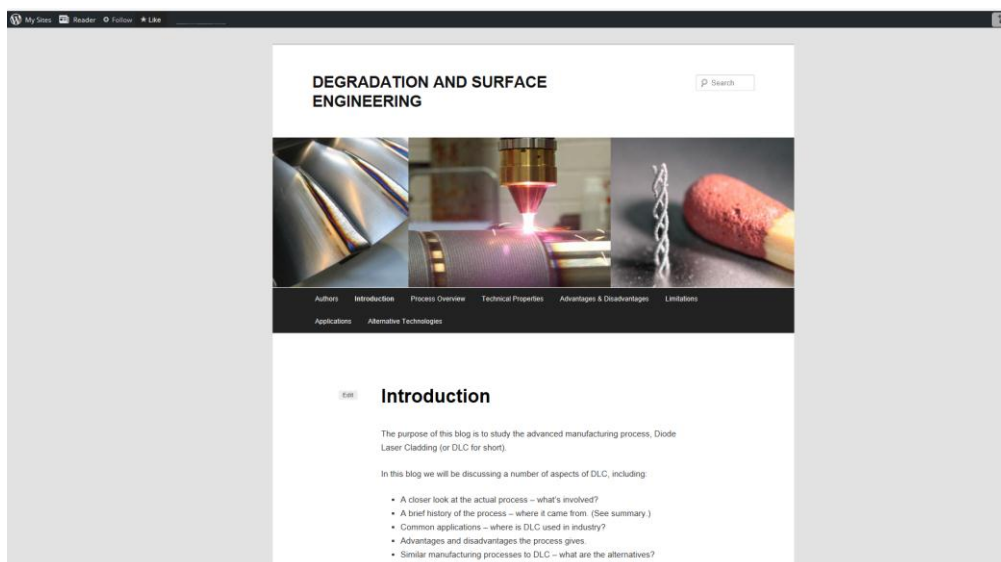 My Sites Reader Follow Like
DEGRADATION AND SURFACE
ENGINEERING
Search
Authors Introduction Process Overview Technical Properties Advantages & Disadvantages Limitations
Applications Alternative Technologies
Edit
Introduction
The purpose of this blog is to study the advanced manufacturing process, Diode
Laser Cladding (or DLC for short).
In this blog we will be discussing a number of aspects of DLC, including:
• A closer look at the actual process – what's involved?
• A brief history of the process – where it came from. (See summary.)
• Common applications – where is DLC used in industry?
• Advantages and disadvantages the process gives.
• Similar manufacturing processes to DLC – what are the alternatives?